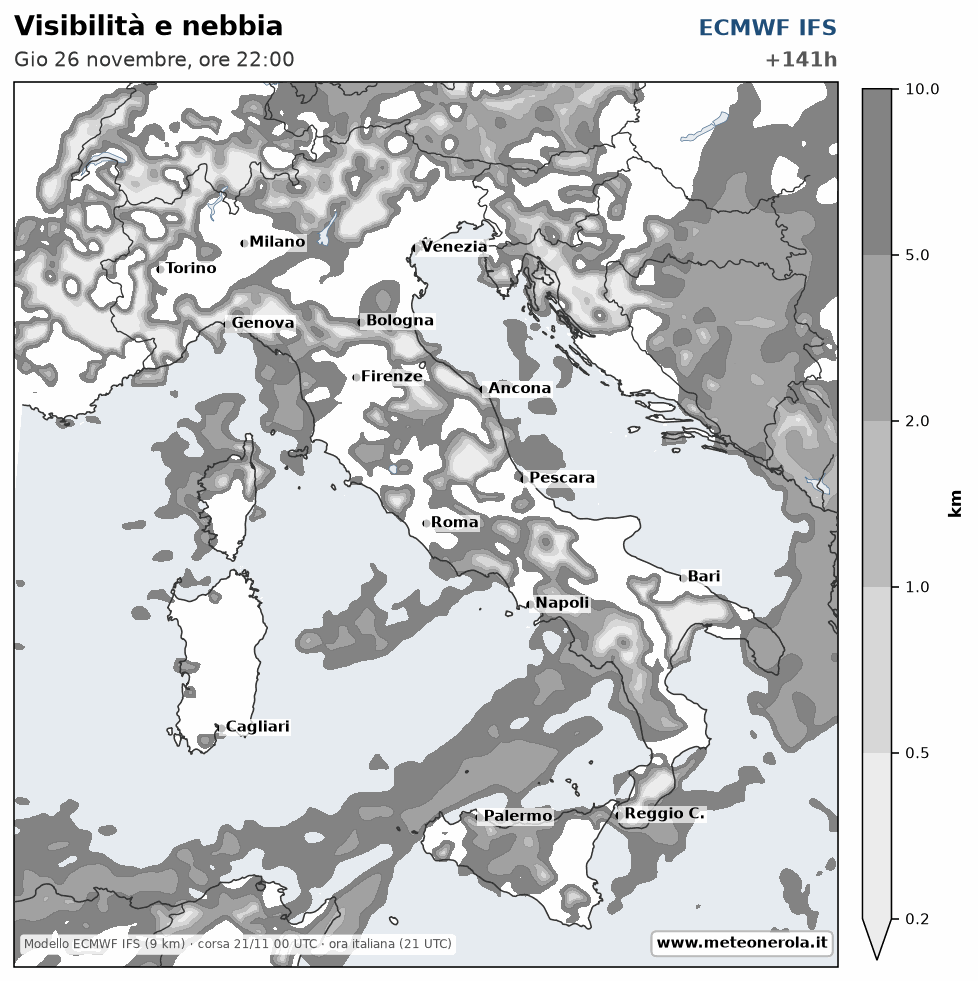 Visibilità e nebbia
ECMWF IFS
Gio 26 novembre, ore 22:00
+141h
10.0
5.0
2.0
1.0
0.5
0.2
km
Milano
Venezia
Torino
Genova
Bologna
Firenze
Ancona
Pescara
Roma
Bari
Napoli
Cagliari
Palermo
Reggio C.
Modello ECMWF IFS (9 km) · corsa 21/11 00 UTC · ora italiana (21 UTC)
www.meteonerola.it